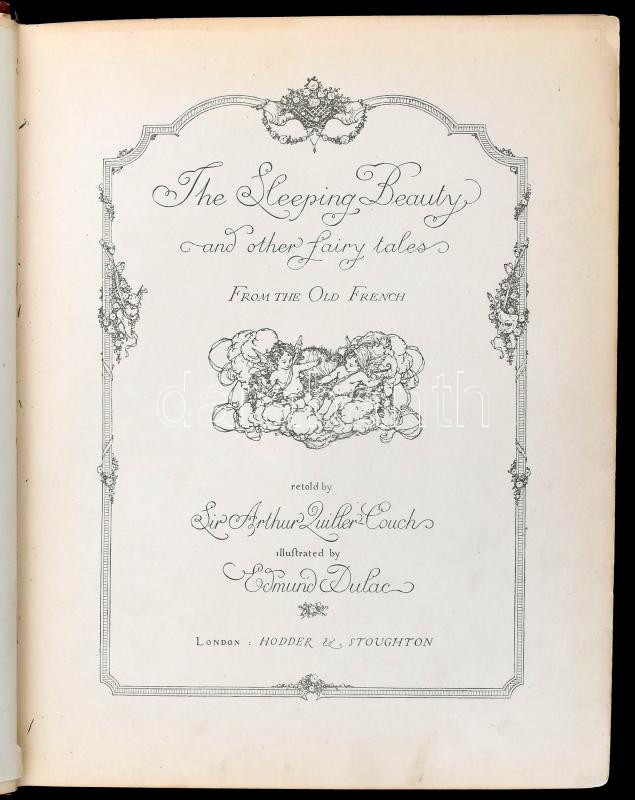 The Sleeping Beauty
and other fairy tales
FROM THE OLD FRENCH
retold by
Sir Arthur Quiller-Couch
illustrated by
Edmund Dulac
LONDON : HODDER & STOUGHTON